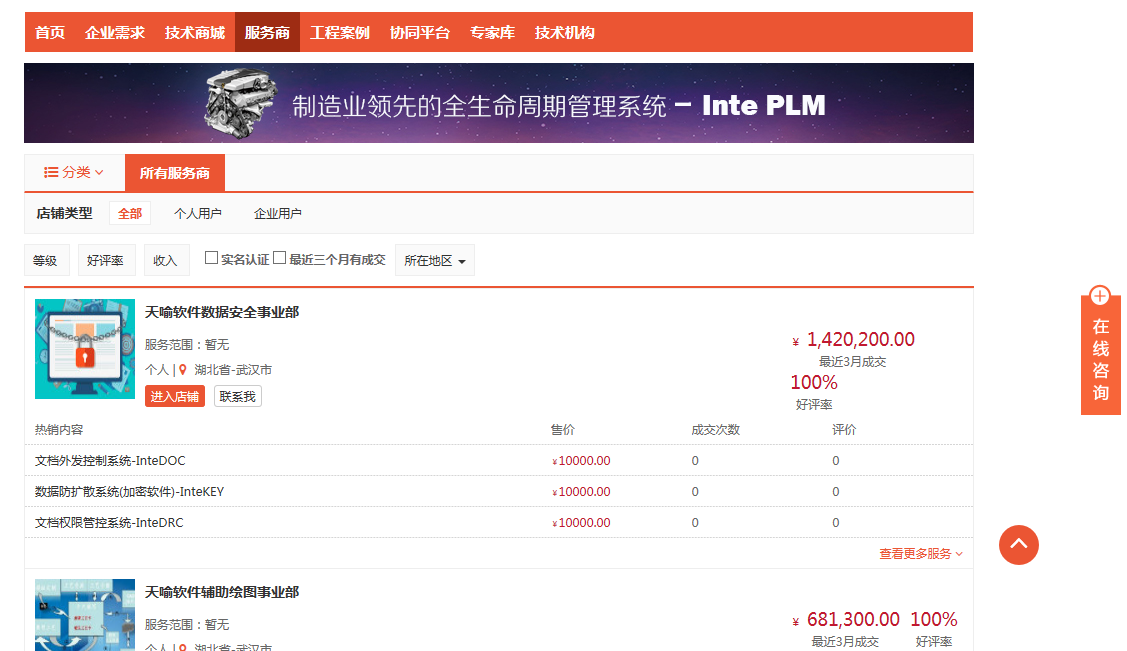 首页 企业需求 技术商城 服务商 工程案例 协同平台 专家库 技术机构
制造业领先的全生命周期管理系统 – Inte PLM
分类 所有服务商
店铺类型 全部 个人用户 企业用户
等级 好评率 收入 实名认证 最近三个月有成交 所在地区
天喻软件数据安全事业部
服务范围：暂无
个人 | 湖北省-武汉市
进入店铺 联系我
¥ 1,420,200.00
最近3月成交
100%
好评率
热销内容 售价 成交次数 评价
文档外发控制系统-InteDOC ¥10000.00 0 0
数据防扩散系统(加密软件)-InteKEY ¥10000.00 0 0
文档权限管控系统-InteDRC ¥10000.00 0 0
查看更多服务
天喻软件辅助绘图事业部
服务范围：暂无
个人 | 湖北省-武汉市
¥ 681,300.00 100%
最近3月成交 好评率
在线咨询